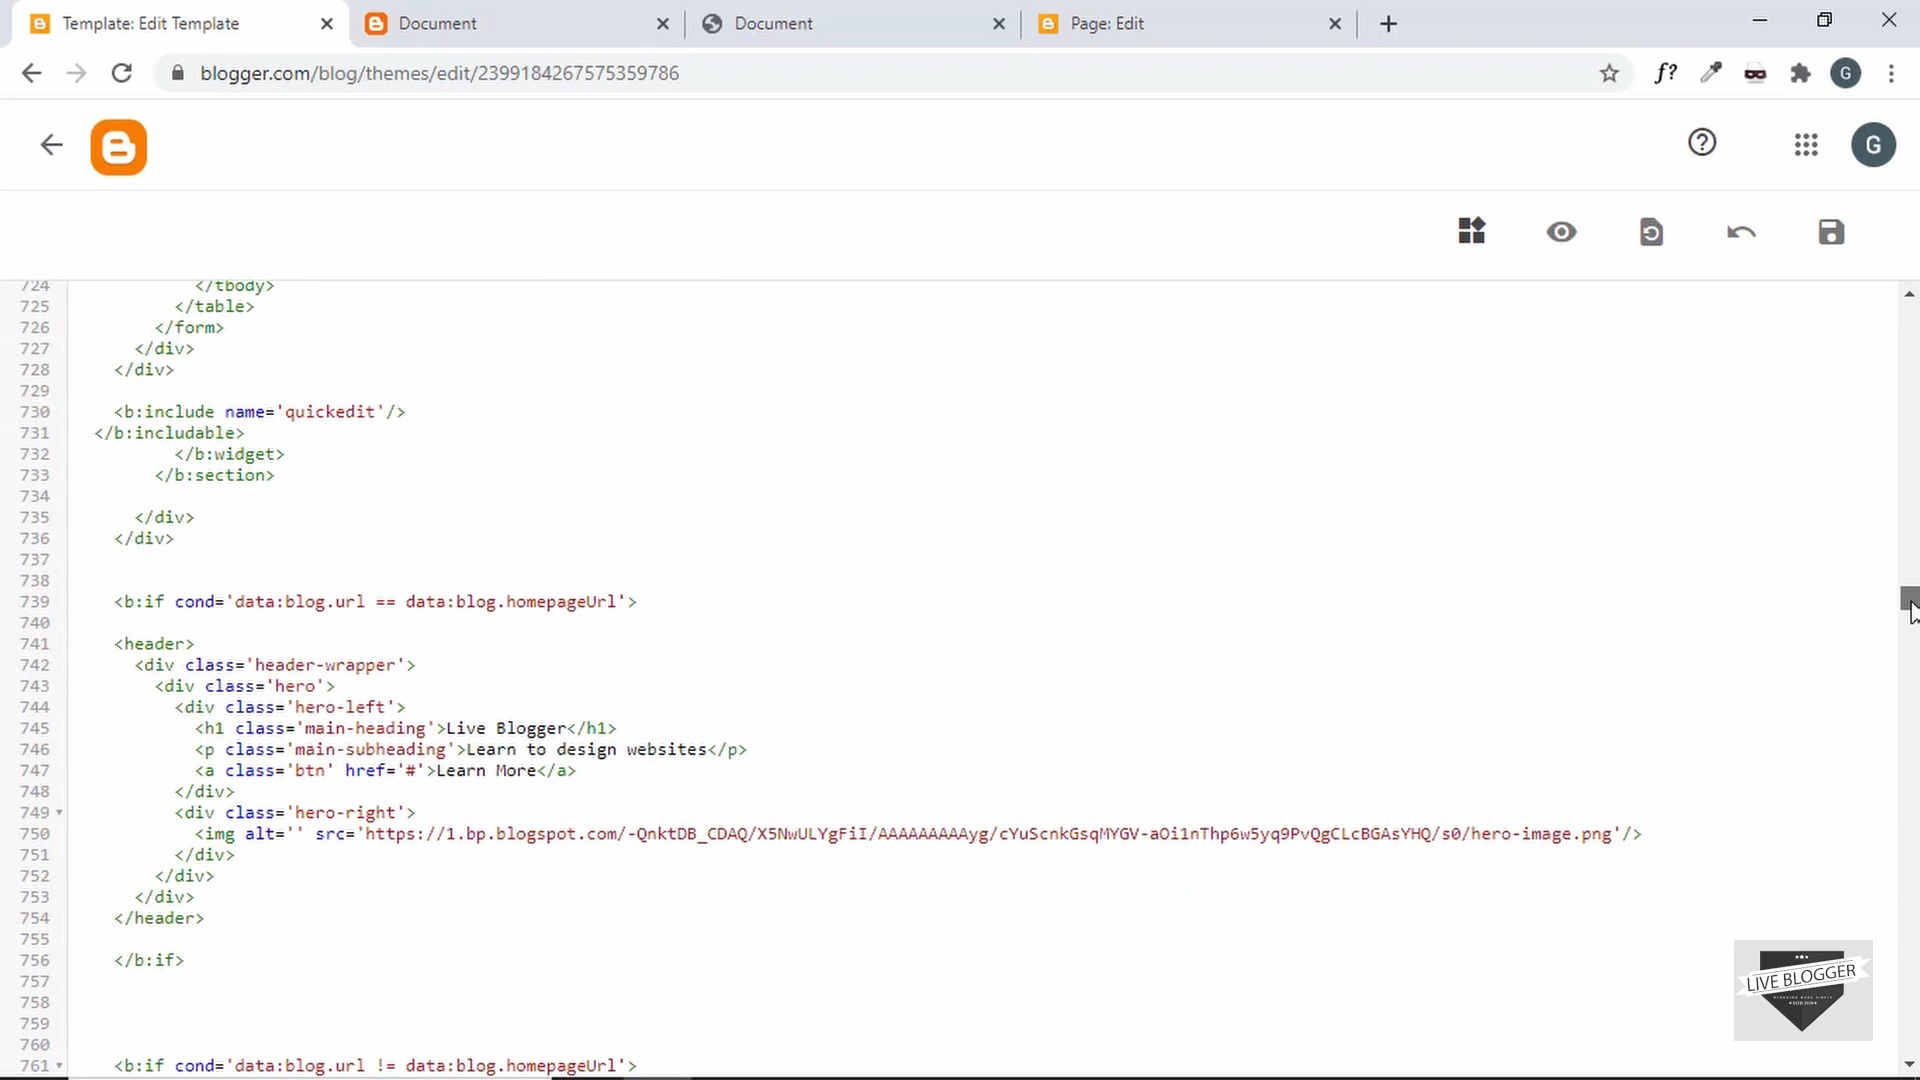 Template: Edit Template
Document
Document
Page: Edit
blogger.com/blog/themes/edit/2399184267575359786
f?
G
G
724 </tbody>
725 </table>
726 </form>
727 </div>
728 </div>
729
730 <b:include name='quickedit'/>
731 </b:includable>
732 </b:widget>
733 </b:section>
734
735 </div>
736 </div>
737
738
739 <b:if cond='data:blog.url == data:blog.homepageUrl'>
740
741 <header>
742 <div class='header-wrapper'>
743 <div class='hero'>
744 <div class='hero-left'>
745 <h1 class='main-heading'>Live Blogger</h1>
746 <p class='main-subheading'>Learn to design websites</p>
747 <a class='btn' href='#'>Learn More</a>
748 </div>
749 <div class='hero-right'>
750 <img alt='' src='https://1.bp.blogspot.com/-QnktDB_CDAQ/X5NwULYgFiI/AAAAAAAAAyg/cYuScnkGsqMYGV-aOi1nThp6w5yq9PvQgCLcBGAsYHQ/s0/hero-image.png'/>
751 </div>
752 </div>
753 </div>
754 </header>
755
756 </b:if>
757
758
759
760
761 <b:if cond='data:blog.url != data:blog.homepageUrl'>
LIVE BLOGGER